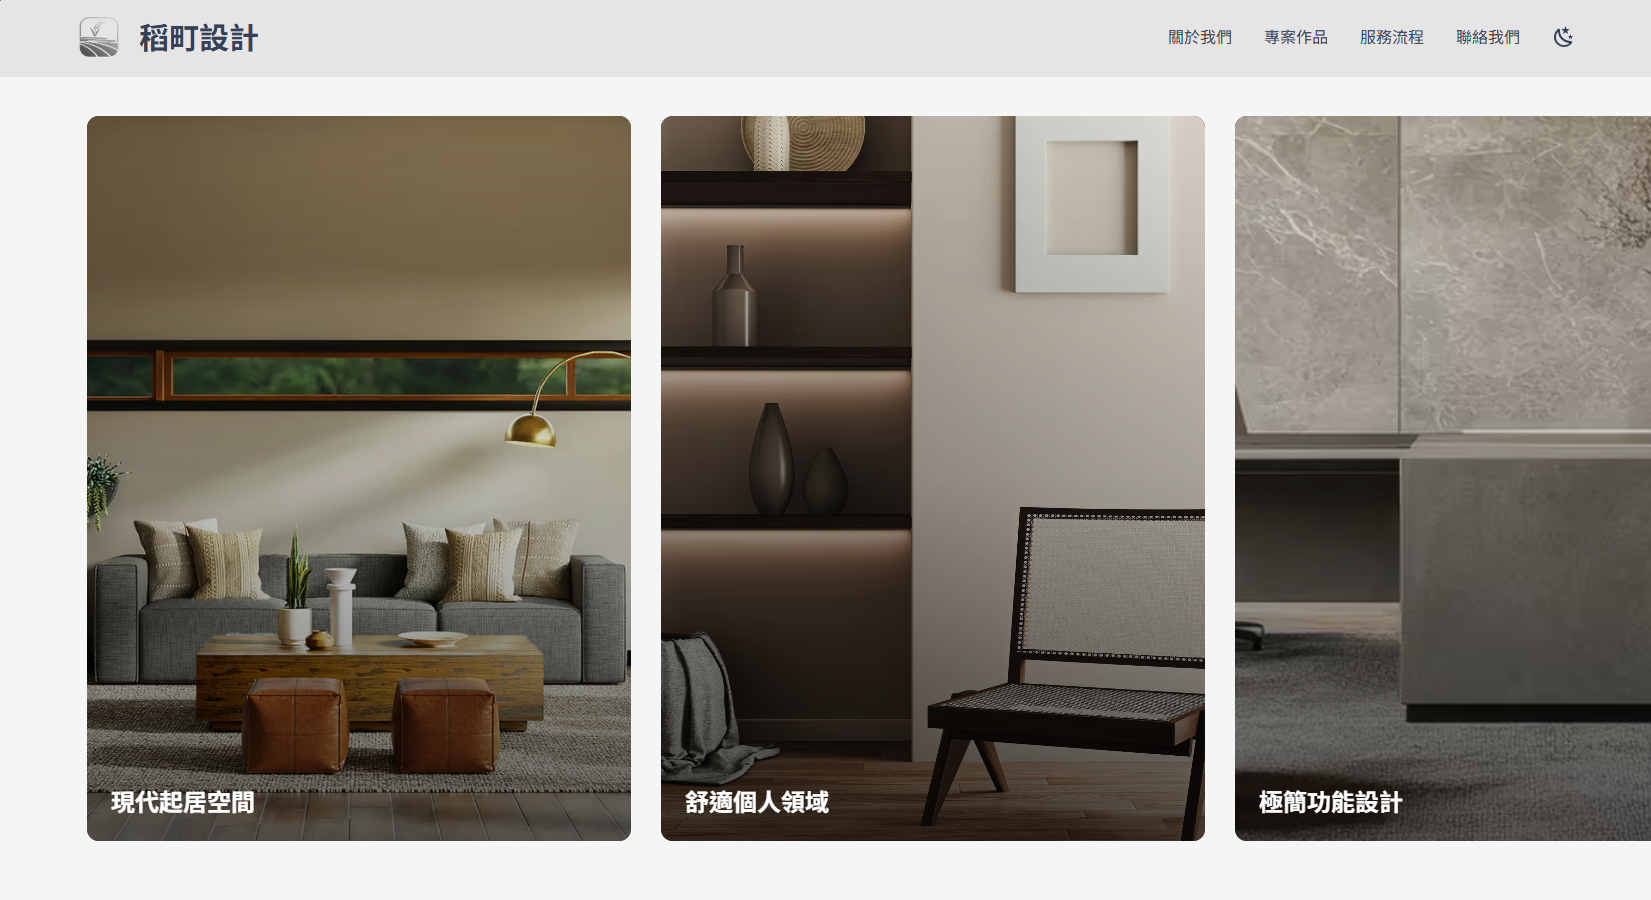 稻町設計
關於我們
專案作品
服務流程
聯絡我們
現代起居空間
舒適個人領域
極簡功能設計